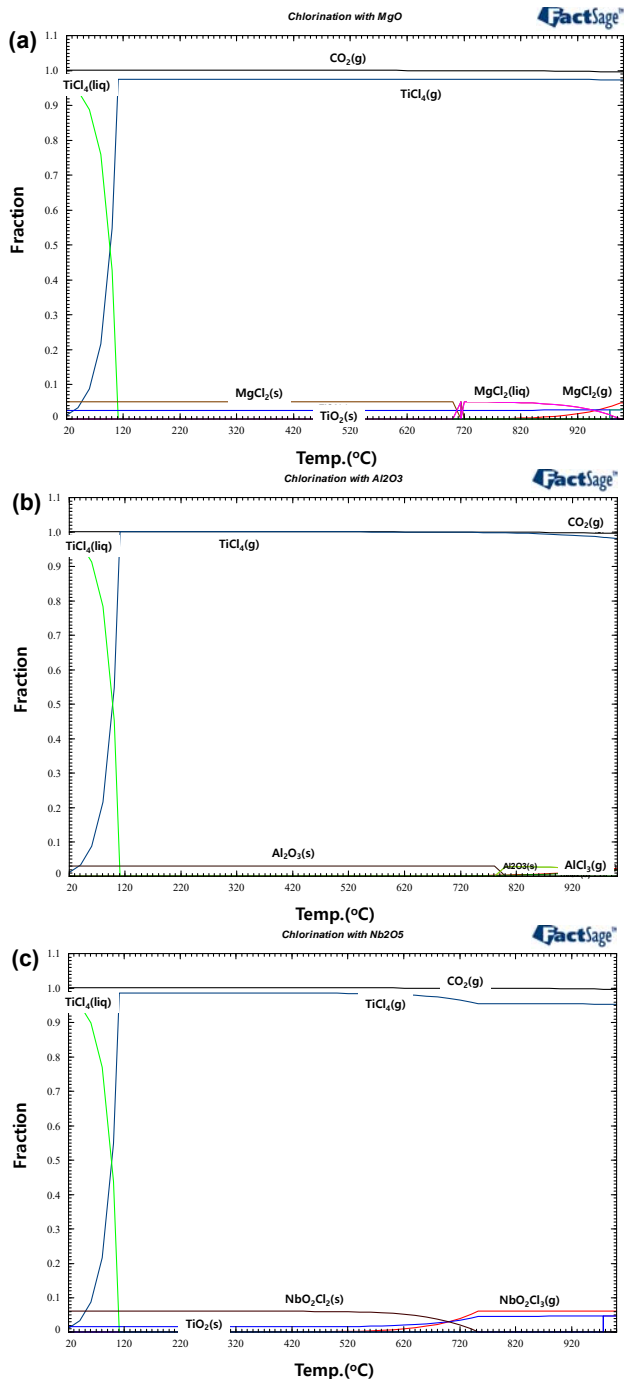 (a)
Chlorination with MgO
FactSage™
1.1
CO₂(g)
1.0
TiCl₄(liq)
TiCl₄(g)
0.9
0.8
0.7
0.6
Fraction
0.5
0.4
0.3
0.2
0.1
MgCl₂(s)
MgCl₂(liq)
MgCl₂(g)
TiO₂(s)
0
20 120 220 320 420 520 620 720 820 920
Temp.(°C)
(b)
Chlorination with Al2O3
FactSage™
1.1
CO₂(g)
1.0
TiCl₄(liq)
TiCl₄(g)
0.9
0.8
0.7
0.6
Fraction
0.5
0.4
0.3
0.2
0.1
Al₂O₃(s)
Al2O3(s)
AlCl₃(g)
0
20 120 220 320 420 520 620 720 820 920
Temp.(°C)
(c)
Chlorination with Nb2O5
FactSage™
1.1
CO₂(g)
1.0
TiCl₄(liq)
TiCl₄(g)
0.9
0.8
0.7
0.6
Fraction
0.5
0.4
0.3
0.2
0.1
NbO₂Cl₂(s)
NbO₂Cl₃(g)
TiO₂(s)
0
20 120 220 320 420 520 620 720 820 920
Temp.(°C)